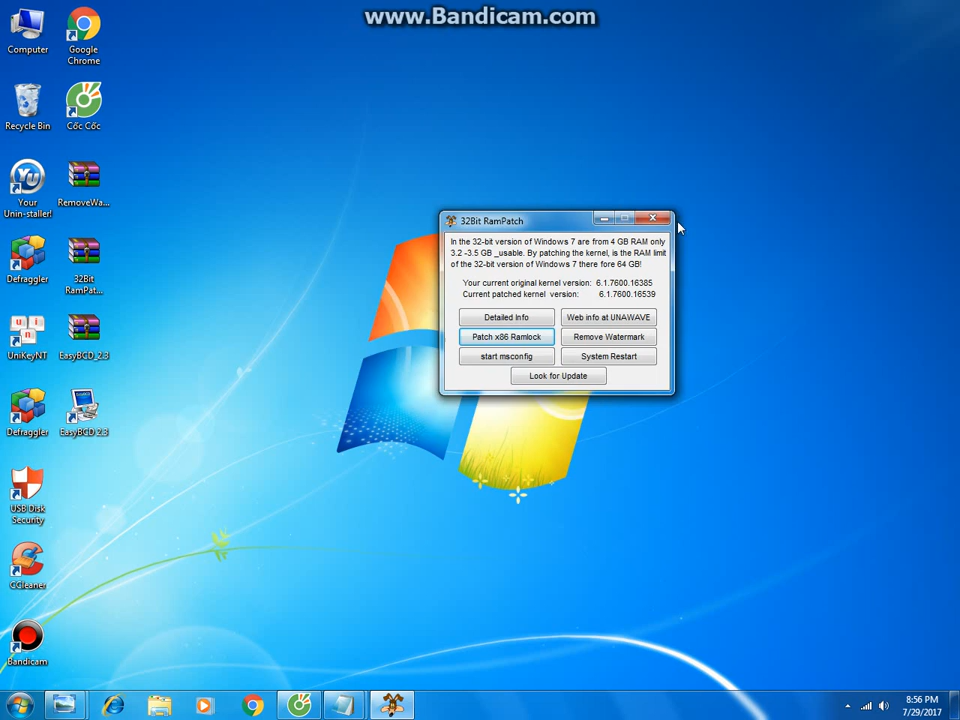 www.Bandicam.com
Computer
Google
Chrome
Recycle Bin
Cốc Cốc
Your
Unin-staller!
RemoveWa...
Defraggler
32Bit
RamPat...
UniKeyNT
EasyBCD_2.3
Defraggler
EasyBCD 2.3
USB Disk
Security
CCleaner
Bandicam
32Bit RamPatch
In the 32-bit version of Windows 7 are from 4 GB RAM only
3.2 -3.5 GB _usable. By patching the kernel, is the RAM limit
of the 32-bit version of Windows 7 there fore 64 GB!
Your current original kernel version: 6.1.7600.16385
Current patched kernel version: 6.1.7600.16539
Detailed Info
Web info at UNAWAVE
Patch x86 Ramlock
Remove Watermark
start msconfig
System Restart
Look for Update
8:56 PM
7/29/2017